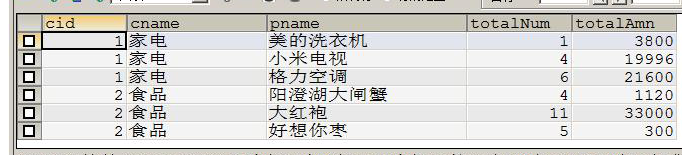 cid cname pname totalNum totalAmn
1 家电 美的洗衣机 1 3800
1 家电 小米电视 4 19996
1 家电 格力空调 6 21600
2 食品 阳澄湖大闸蟹 4 1120
2 食品 大红袍 11 33000
2 食品 好想你枣 5 300